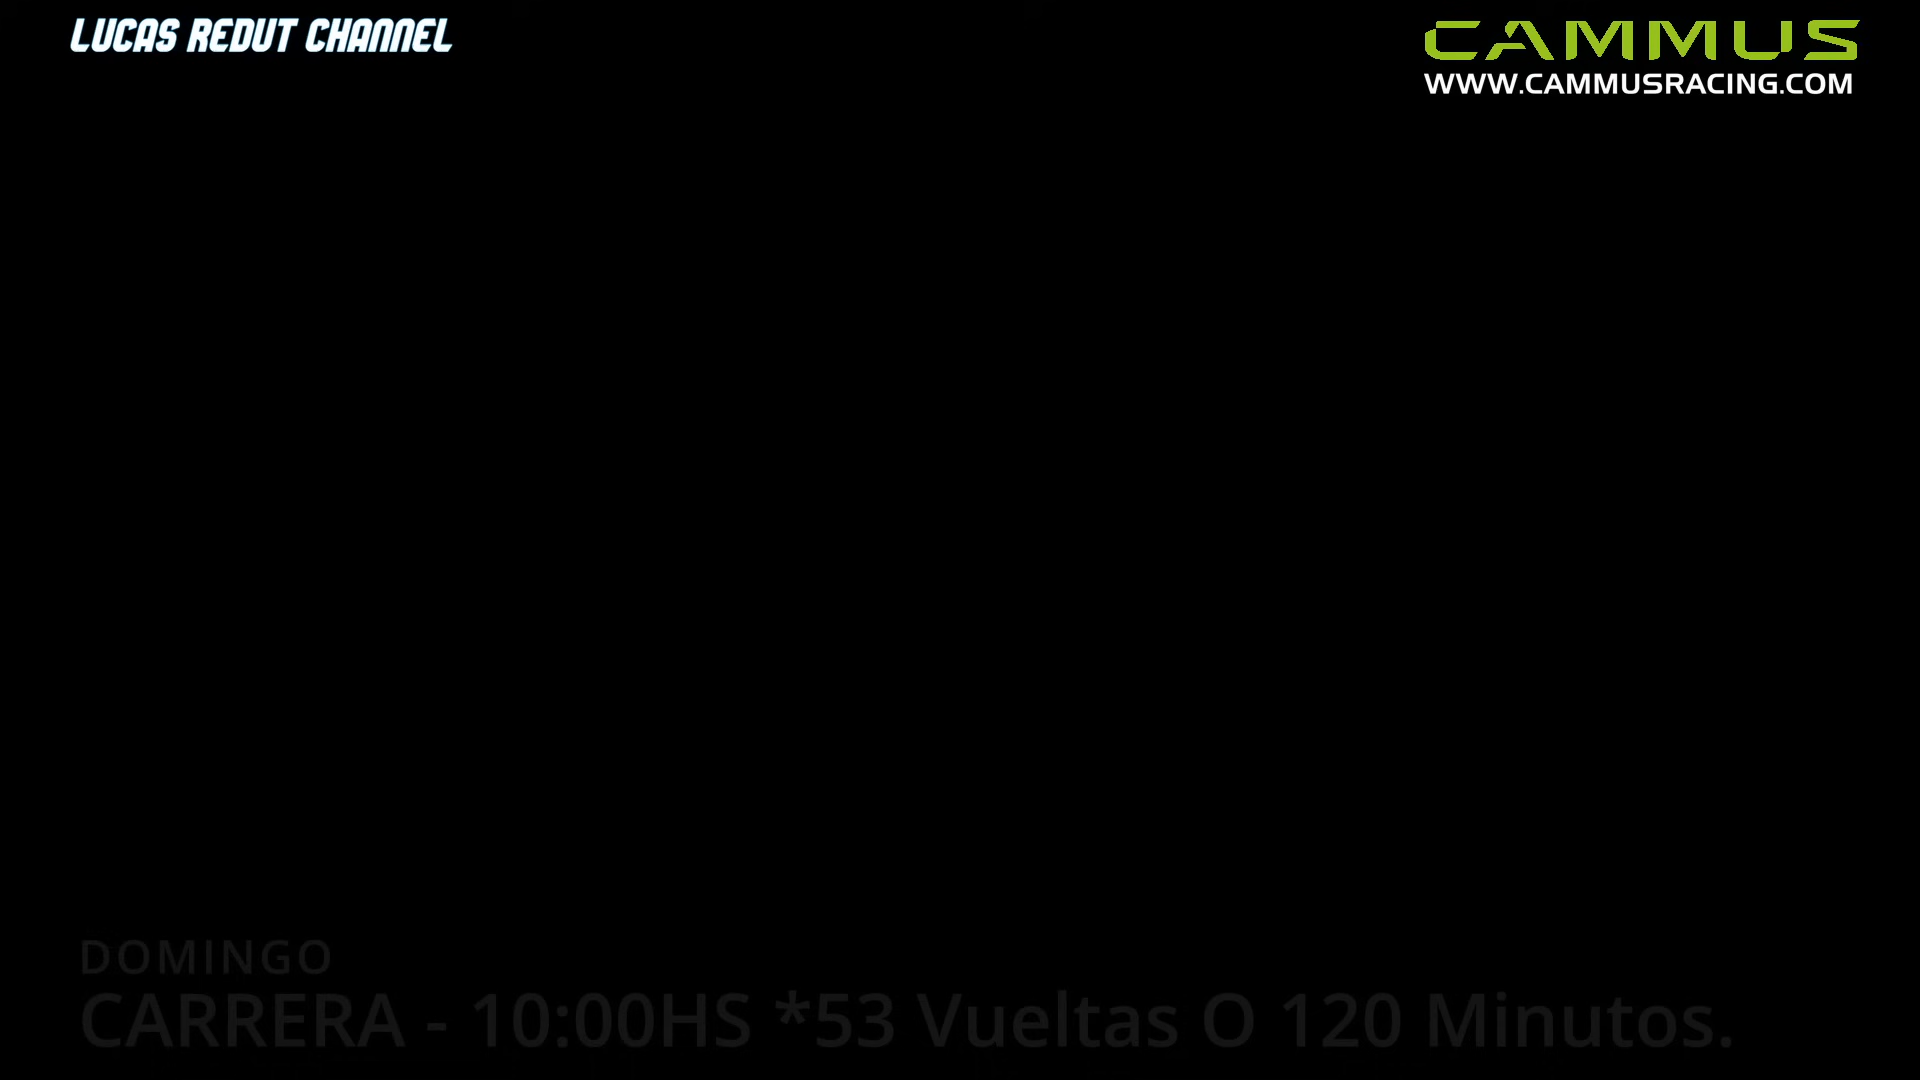 LUCAS REDUT CHANNEL
CAMMUS
WWW.CAMMUSRACING.COM
DOMINGO
CARRERA - 10:00HS *53 Vueltas O 120 Minutos.